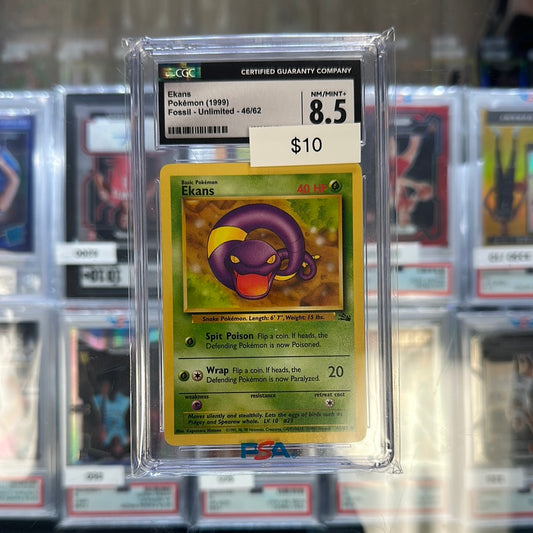 CGC
CERTIFIED GUARANTY COMPANY
Ekans
Pokémon (1999)
Fossil - Unlimited - 46/62
NM/MINT+
8.5
$10
Basic Pokémon
Ekans
40 HP
Snake Pokémon. Length: 6' 7", Weight: 15 lbs.
Spit Poison Flip a coin. If heads, the
Defending Pokémon is now Poisoned.
Wrap Flip a coin. If heads, the
Defending Pokémon is now Paralyzed.
20
weakness
resistance
retreat cost
Moves silently and stealthily. Eats the eggs of birds such as
Pidgey and Spearow whole. LV. 10 #23
PSA